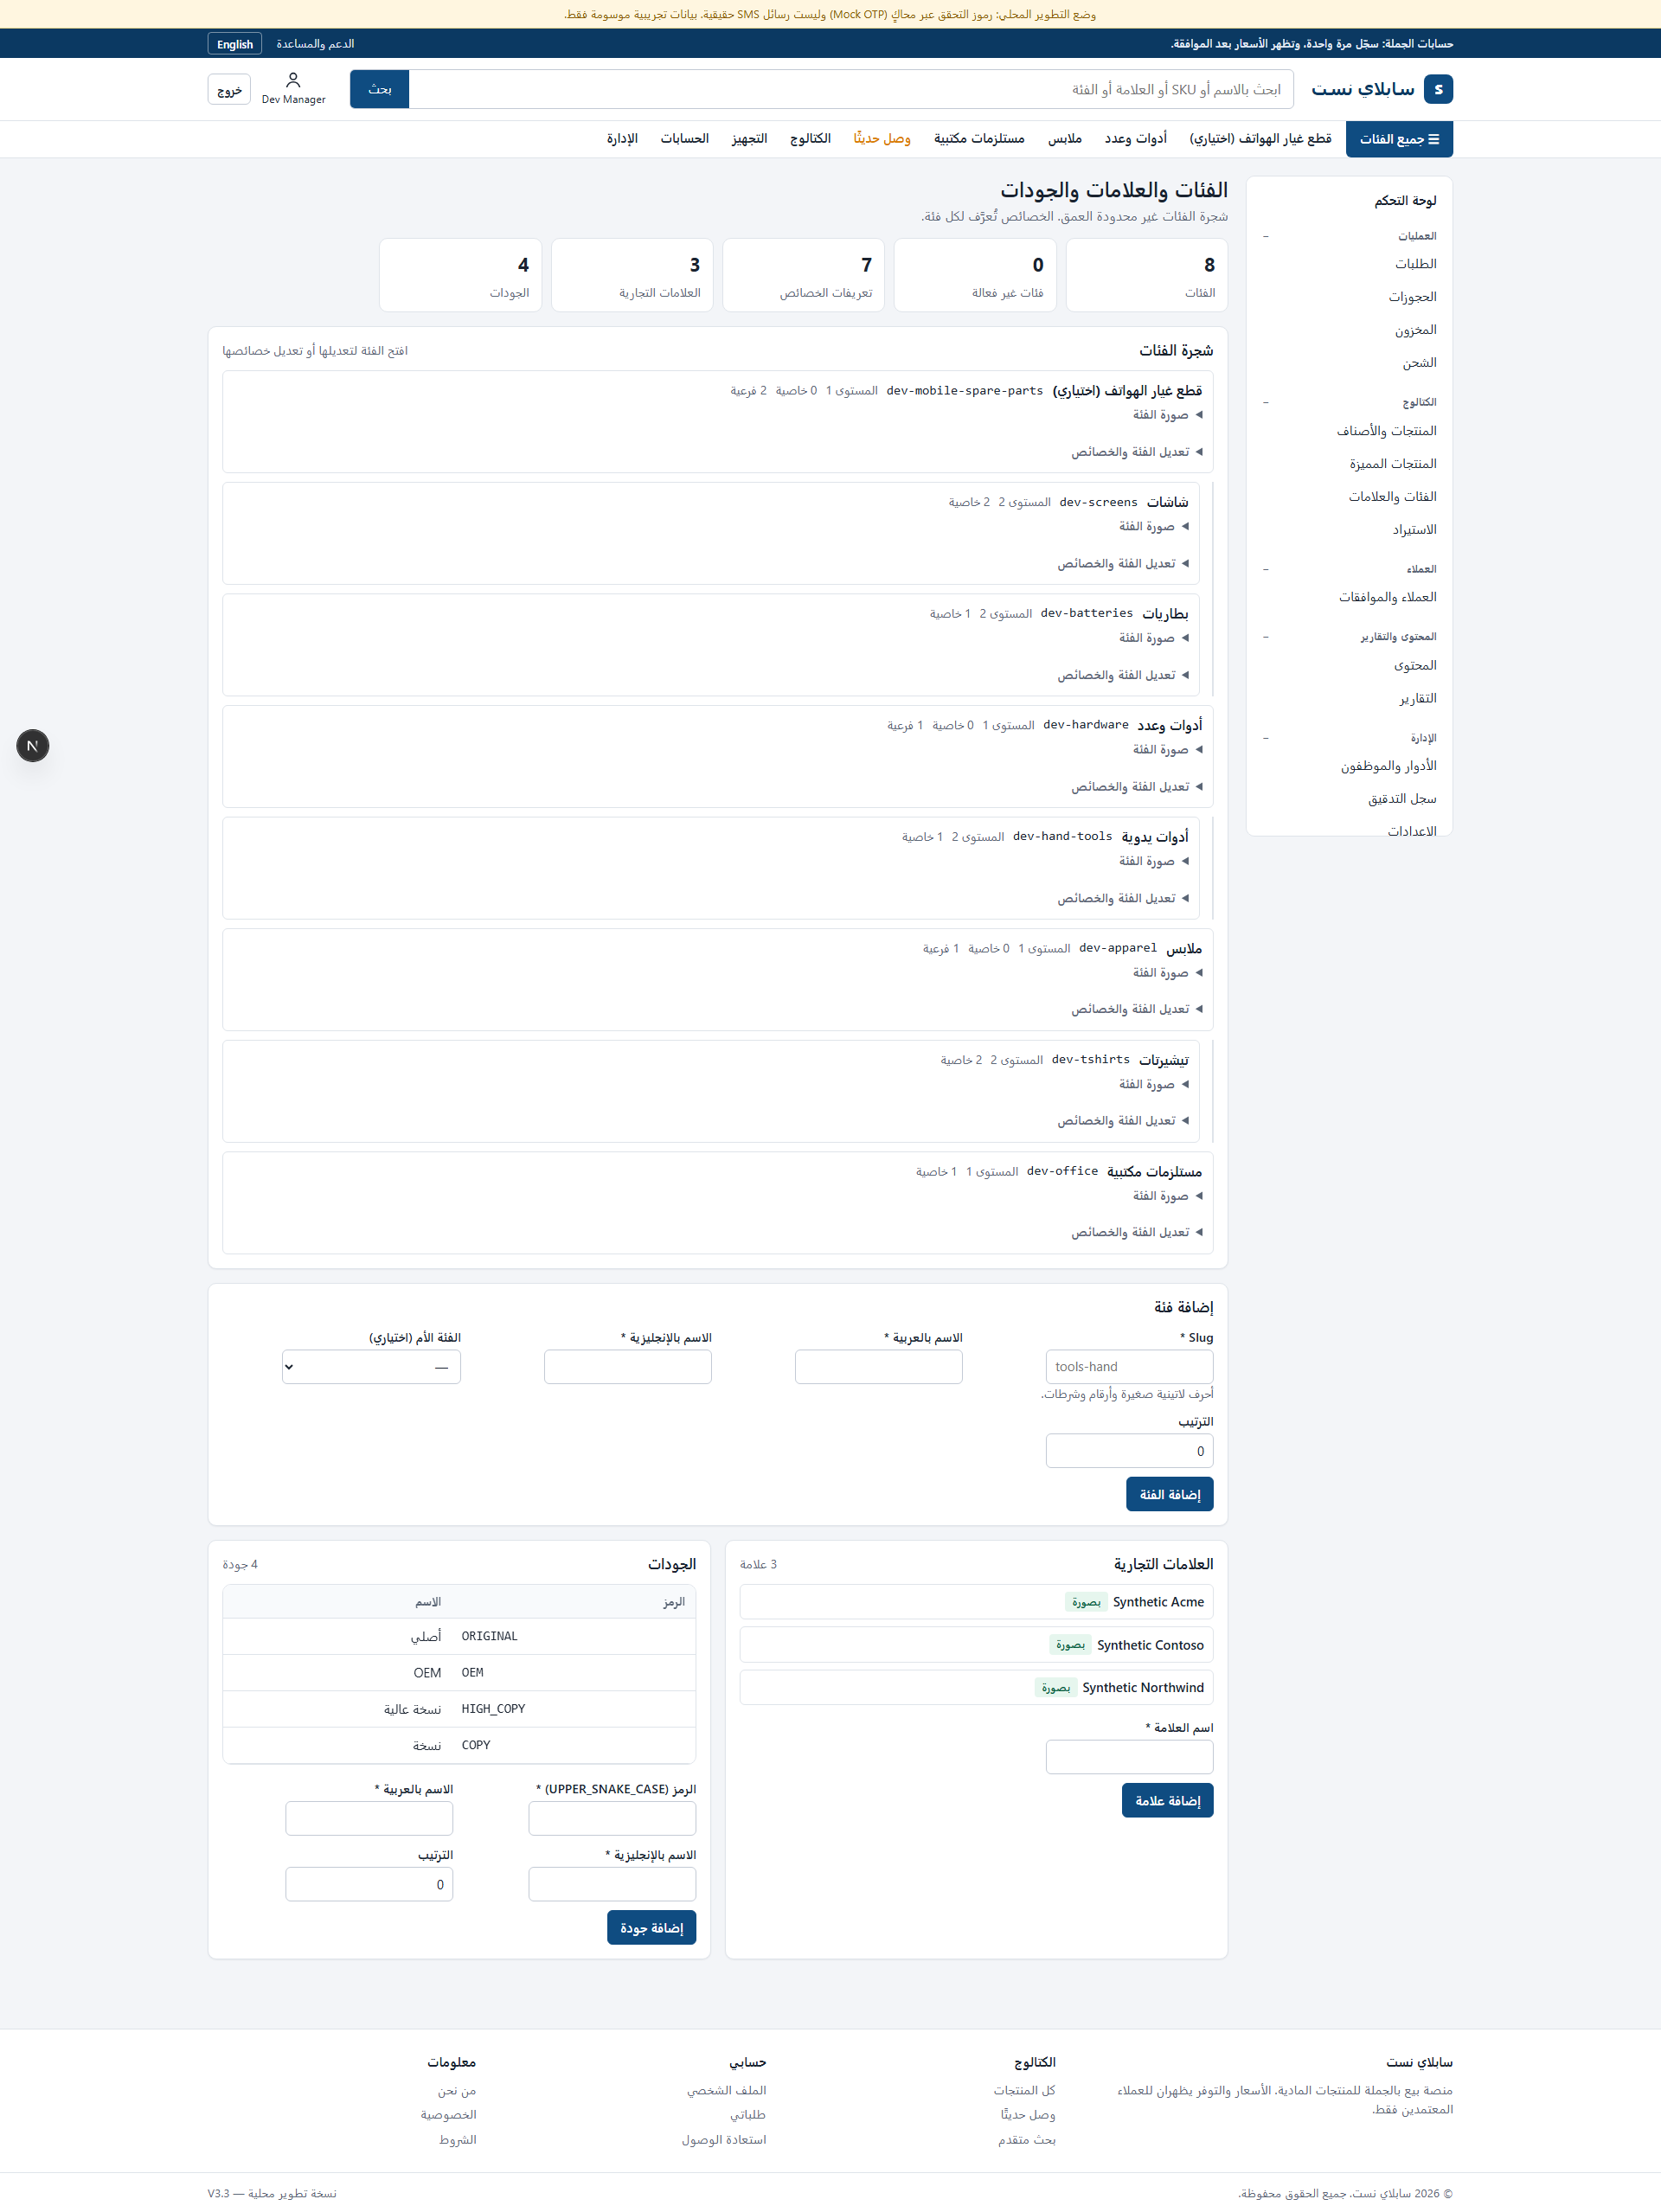 وضع التطوير المحلي: رموز التحقق عبر محاكٍ (Mock OTP) وليست رسائل SMS حقيقية. بيانات تجريبية موسومة فقط.
حسابات الجملة: سجّل مرة واحدة، وتظهر الأسعار بعد الموافقة.
الدعم والمساعدة
English
S
سابلاي نست
ابحث بالاسم أو SKU أو العلامة أو الفئة
بحث
Dev Manager
خروج
☰ جميع الفئات
قطع غيار الهواتف (اختياري)
أدوات وعدد
ملابس
مستلزمات مكتبية
وصل حديثًا
الكتالوج
التجهيز
الحسابات
الإدارة
لوحة التحكم
العمليات –
الطلبات
الحجوزات
المخزون
الشحن
الكتالوج –
المنتجات والأصناف
المنتجات المميزة
الفئات والعلامات
الاستيراد
العملاء –
العملاء والموافقات
المحتوى والتقارير –
المحتوى
التقارير
الإدارة –
الأدوار والموظفون
سجل التدقيق
الإعدادات
الفئات والعلامات والجودات
شجرة الفئات غير محدودة العمق. الخصائص تُعرَّف لكل فئة.
8
الفئات
0
فئات غير فعالة
7
تعريفات الخصائص
3
العلامات التجارية
4
الجودات
شجرة الفئات
افتح الفئة لتعديلها أو تعديل خصائصها
قطع غيار الهواتف (اختياري) dev-mobile-spare-parts المستوى 1 0 خاصية 2 فرعية
صورة الفئة
تعديل الفئة والخصائص
شاشات dev-screens المستوى 2 2 خاصية
صورة الفئة
تعديل الفئة والخصائص
بطاريات dev-batteries المستوى 2 1 خاصية
صورة الفئة
تعديل الفئة والخصائص
أدوات وعدد dev-hardware المستوى 1 0 خاصية 1 فرعية
صورة الفئة
تعديل الفئة والخصائص
أدوات يدوية dev-hand-tools المستوى 2 1 خاصية
صورة الفئة
تعديل الفئة والخصائص
ملابس dev-apparel المستوى 1 0 خاصية 1 فرعية
صورة الفئة
تعديل الفئة والخصائص
تيشيرتات dev-tshirts المستوى 2 2 خاصية
صورة الفئة
تعديل الفئة والخصائص
مستلزمات مكتبية dev-office المستوى 1 1 خاصية
صورة الفئة
تعديل الفئة والخصائص
إضافة فئة
Slug *
tools-hand
أحرف لاتينية صغيرة وأرقام وشرطات.
الاسم بالعربية *
الاسم بالإنجليزية *
الفئة الأم (اختياري)
—
الترتيب
0
إضافة الفئة
العلامات التجارية
3 علامة
Synthetic Acme بصورة
Synthetic Contoso بصورة
Synthetic Northwind بصورة
اسم العلامة *
إضافة علامة
الجودات
4 جودة
الرمز الاسم
ORIGINAL أصلي
OEM OEM
HIGH_COPY نسخة عالية
COPY نسخة
الرمز (UPPER_SNAKE_CASE) *
الاسم بالعربية *
الاسم بالإنجليزية *
الترتيب
0
إضافة جودة
N
سابلاي نست
منصة بيع بالجملة للمنتجات المادية. الأسعار والتوفر يظهران للعملاء
المعتمدين فقط.
الكتالوج
كل المنتجات
وصل حديثًا
بحث متقدم
حسابي
الملف الشخصي
طلباتي
استعادة الوصول
معلومات
من نحن
الخصوصية
الشروط
© 2026 سابلاي نست. جميع الحقوق محفوظة.
نسخة تطوير محلية — V3.3